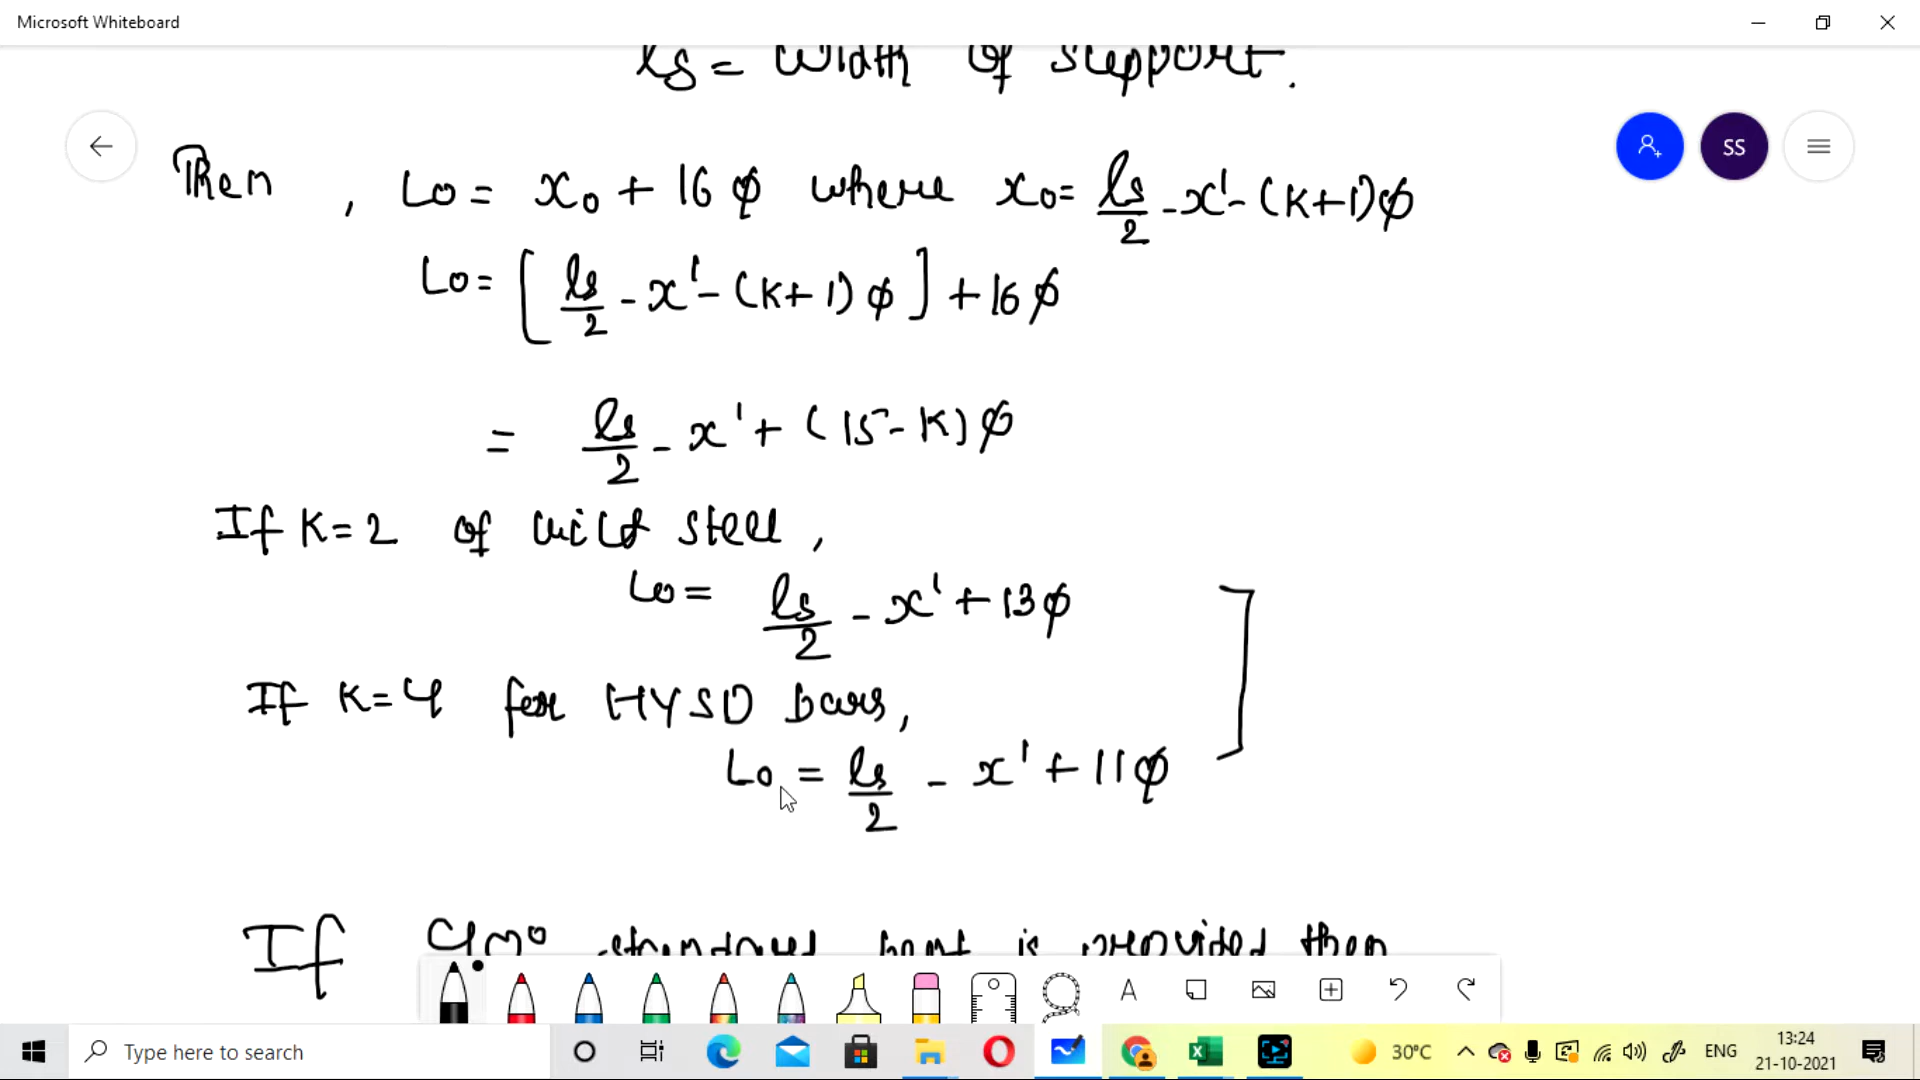 Microsoft Whiteboard
ls = width of support.
SS
Then, Lo = x₀ + 16 ϕ where x₀ = ls/2 - x' - (K+1)ϕ
Lo = [ls/2 - x' - (K+1)ϕ] + 16ϕ
= ls/2 - x' + (15 - K)ϕ
If K = 2 of mild steel,
Lo = ls/2 - x' + 13ϕ
If K = 4 for HYSD bars,
Lo = ls/2 - x' + 11ϕ
If 90° standard bent is provided then
A
Type here to search
30°C
ENG
13:24
21-10-2021